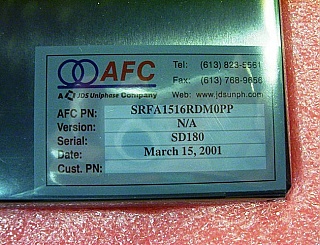 AFC
Tel: (613) 823-5561
A JDS Uniphase Company
Fax: (613) 768-9658
Web: www.jdsunph.com
AFC PN: SRFA1516RDM0PP
Version: N/A
Serial: SD180
Date: March 15, 2001
Cust. PN: